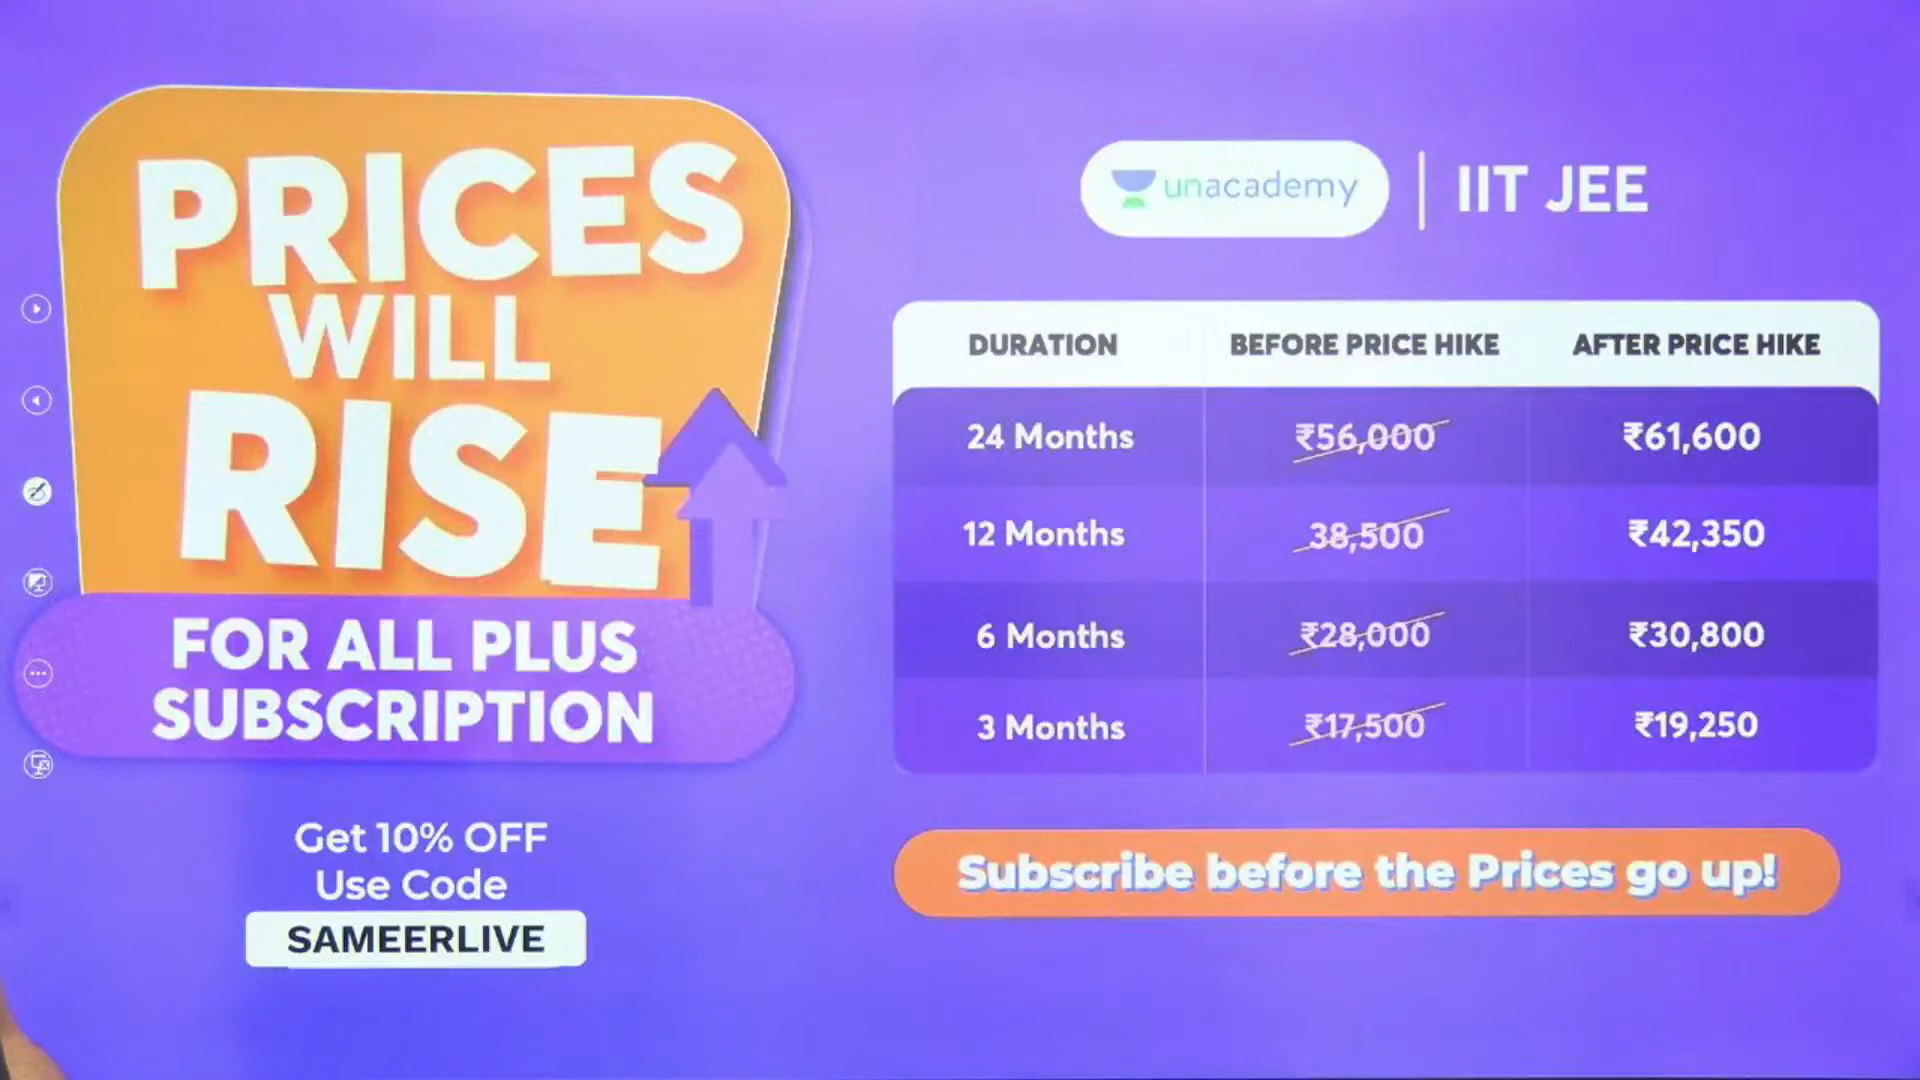 PRICES
WILL
RISE
FOR ALL PLUS
SUBSCRIPTION
Get 10% OFF
Use Code
SAMEERLIVE
unacademy | IIT JEE
DURATION BEFORE PRICE HIKE AFTER PRICE HIKE
24 Months ₹56,000 ₹61,600
12 Months 38,500 ₹42,350
6 Months ₹28,000 ₹30,800
3 Months ₹17,500 ₹19,250
Subscribe before the Prices go up!